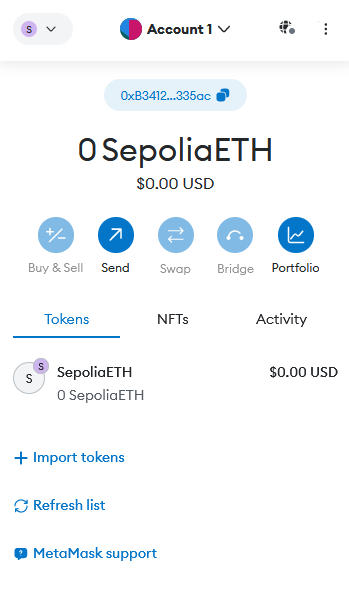 S
Account 1
0xB3412...335ac
0 SepoliaETH
$0.00 USD
Buy & Sell Send Swap Bridge Portfolio
Tokens NFTs Activity
S
S
SepoliaETH $0.00 USD
0 SepoliaETH
Import tokens
Refresh list
MetaMask support